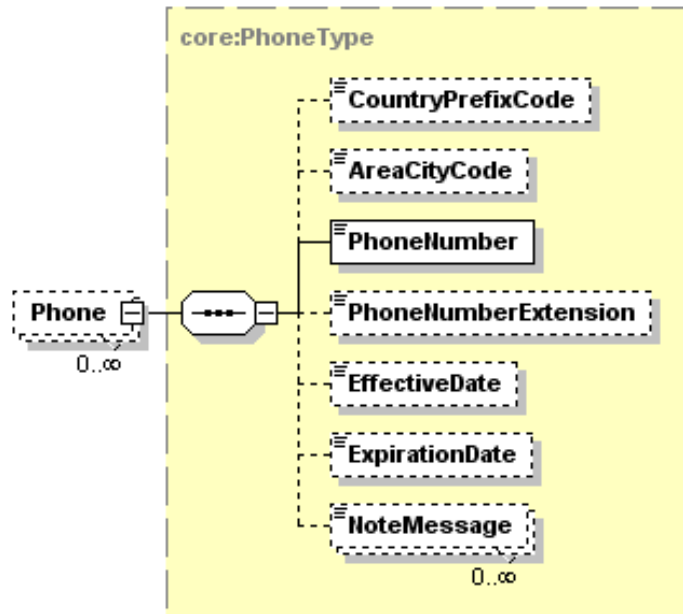 core:PhoneType
CountryPrefixCode
AreaCityCode
PhoneNumber
Phone
0..∞
PhoneNumberExtension
EffectiveDate
ExpirationDate
NoteMessage
0..∞